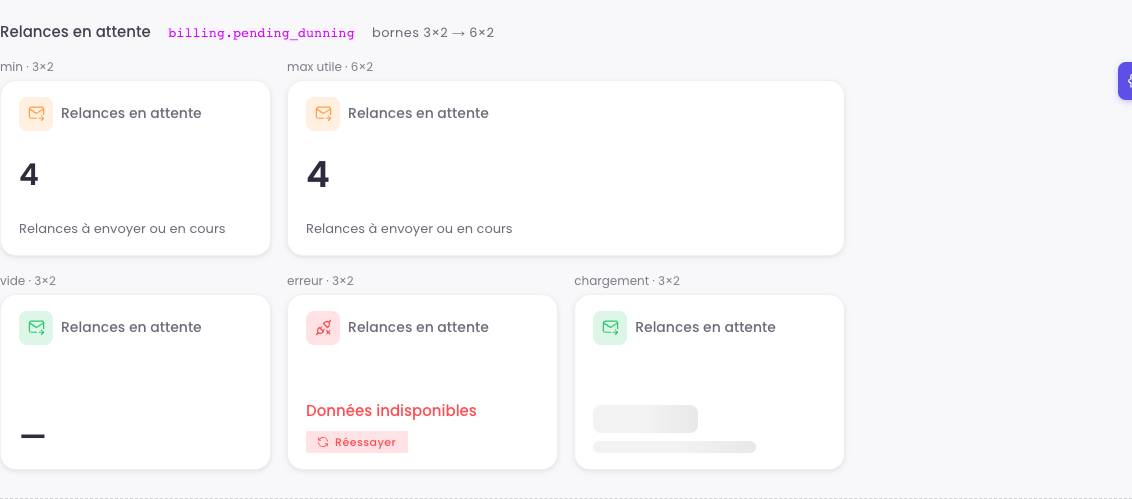 Relances en attente billing.pending_dunning bornes 3×2 → 6×2
min · 3×2 max utile · 6×2
Relances en attente Relances en attente
4 4
Relances à envoyer ou en cours Relances à envoyer ou en cours
vide · 3×2 erreur · 3×2 chargement · 3×2
Relances en attente Relances en attente Relances en attente
Données indisponibles
—
Réessayer